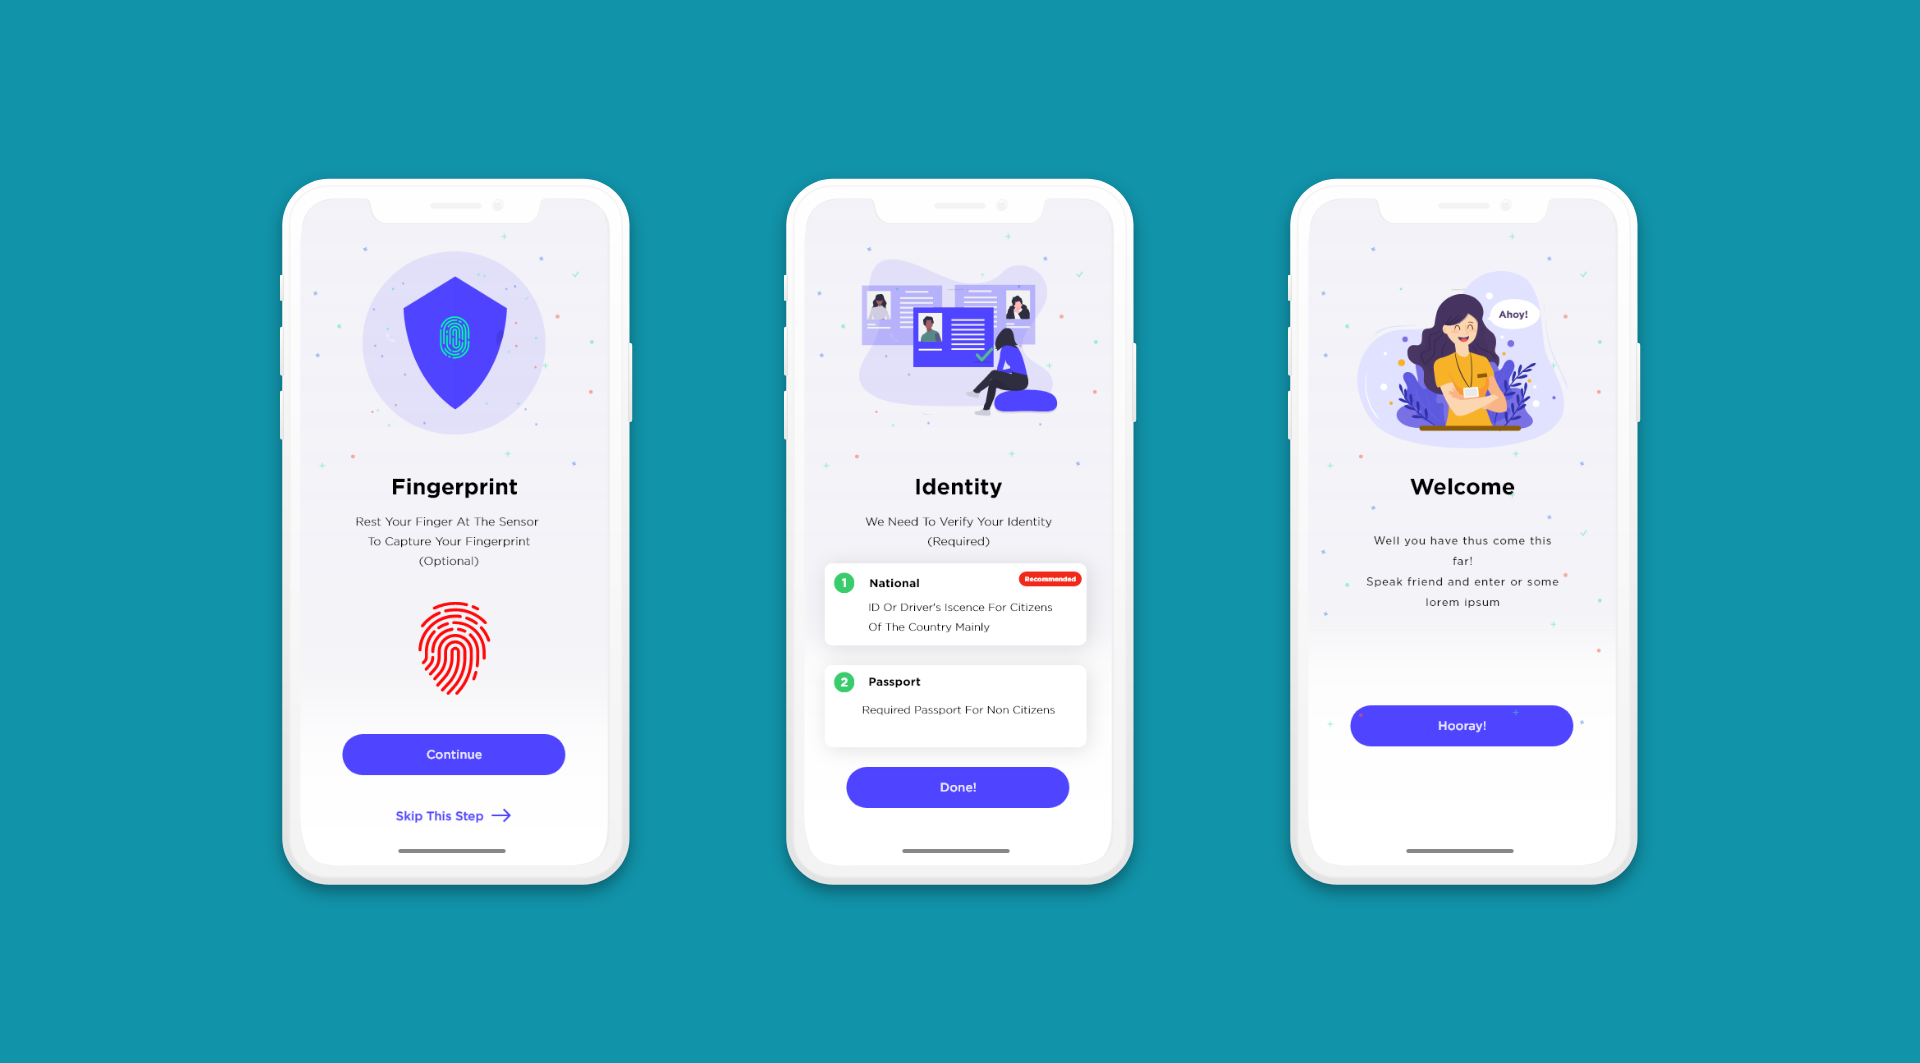 Fingerprint
Rest Your Finger At The Sensor
To Capture Your Fingerprint
(Optional)
Continue
Skip This Step
Identity
We Need To Verify Your Identity
(Required)
1 National Recommended
ID Or Driver's Iscence For Citizens
Of The Country Mainly
2 Passport
Required Passport For Non Citizens
Done!
Ahoy!
Welcome
Well you have thus come this
far!
Speak friend and enter or some
lorem ipsum
Hooray!